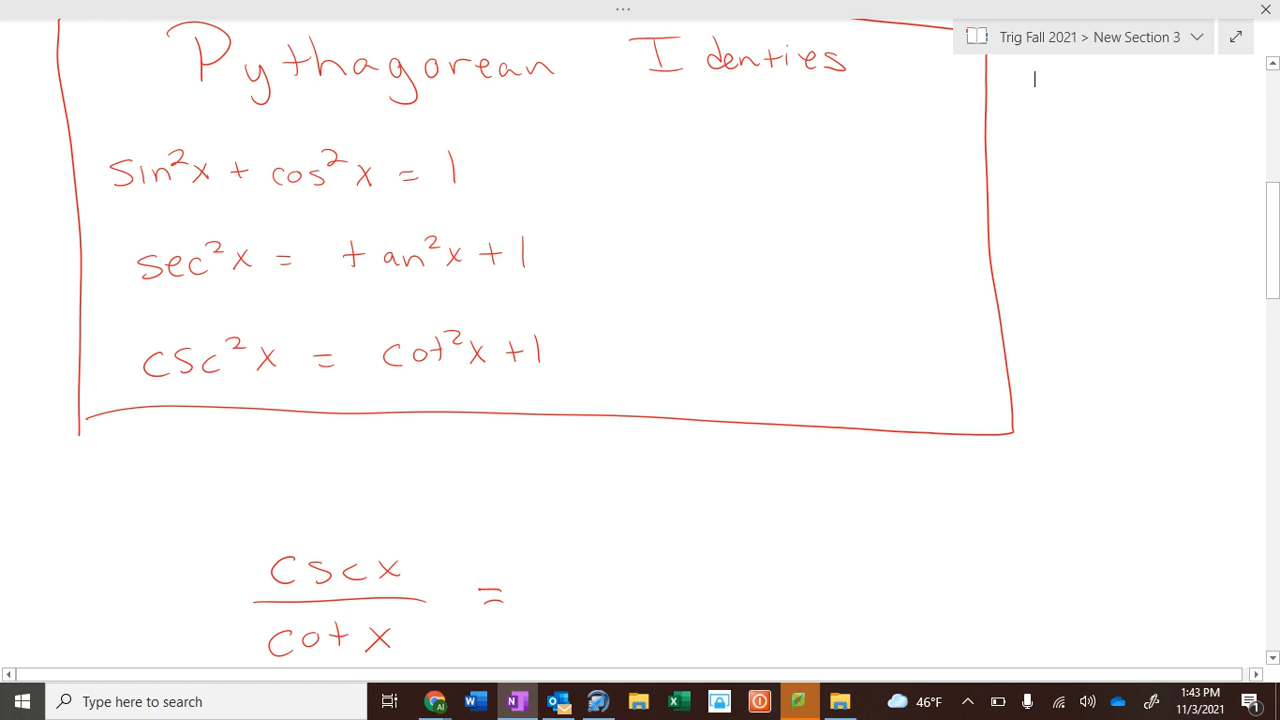 ...
Trig Fall 2021 > New Section 3
Pythagorean Identies
sin²x + cos²x = 1
sec²x = tan²x + 1
csc²x = cot²x + 1
csc x
cot x
=
Type here to search
46°F
1:43 PM
11/3/2021
1